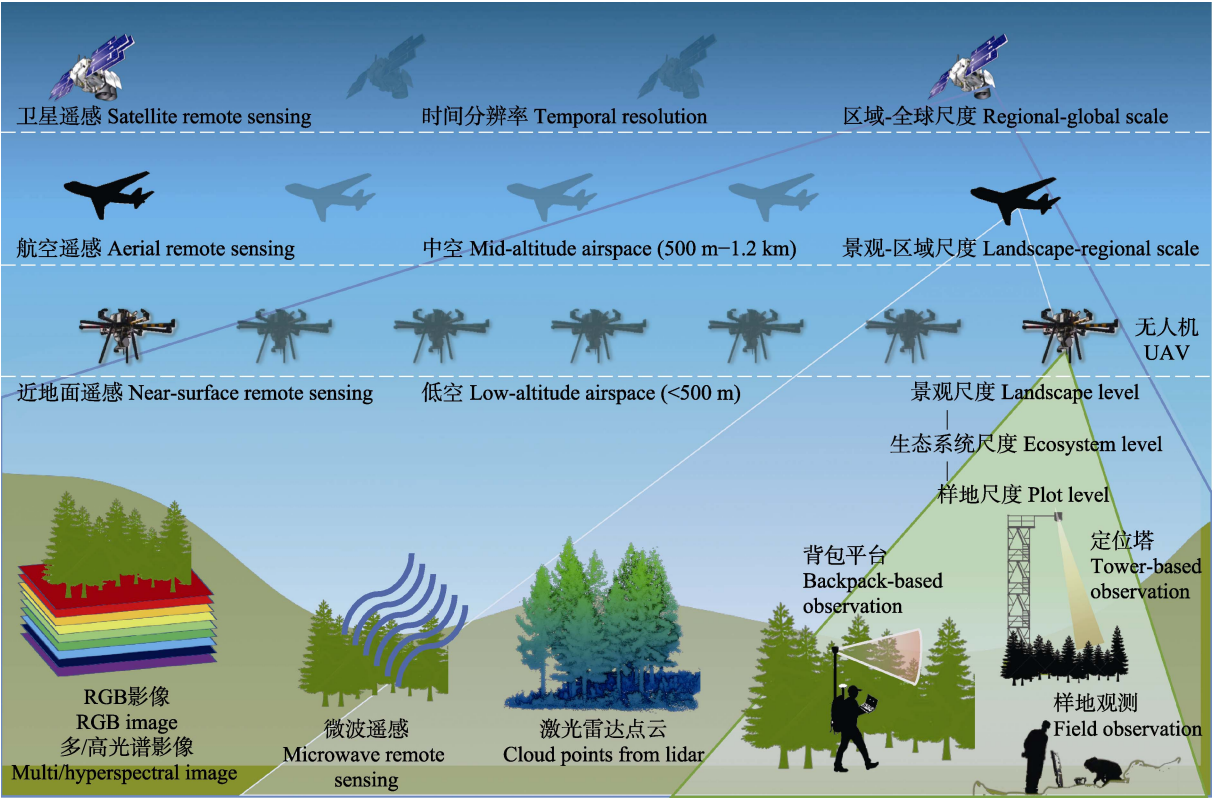 卫星遥感 Satellite remote sensing
时间分辨率 Temporal resolution
区域-全球尺度 Regional-global scale
航空遥感 Aerial remote sensing
中空 Mid-altitude airspace (500 m−1.2 km)
景观-区域尺度 Landscape-regional scale
无人机
UAV
近地面遥感 Near-surface remote sensing
低空 Low-altitude airspace (<500 m)
景观尺度 Landscape level
生态系统尺度 Ecosystem level
样地尺度 Plot level
背包平台
Backpack-based
observation
定位塔
Tower-based
observation
RGB影像
RGB image
多/高光谱影像
Multi/hyperspectral image
微波遥感
Microwave remote
sensing
激光雷达点云
Cloud points from lidar
样地观测
Field observation